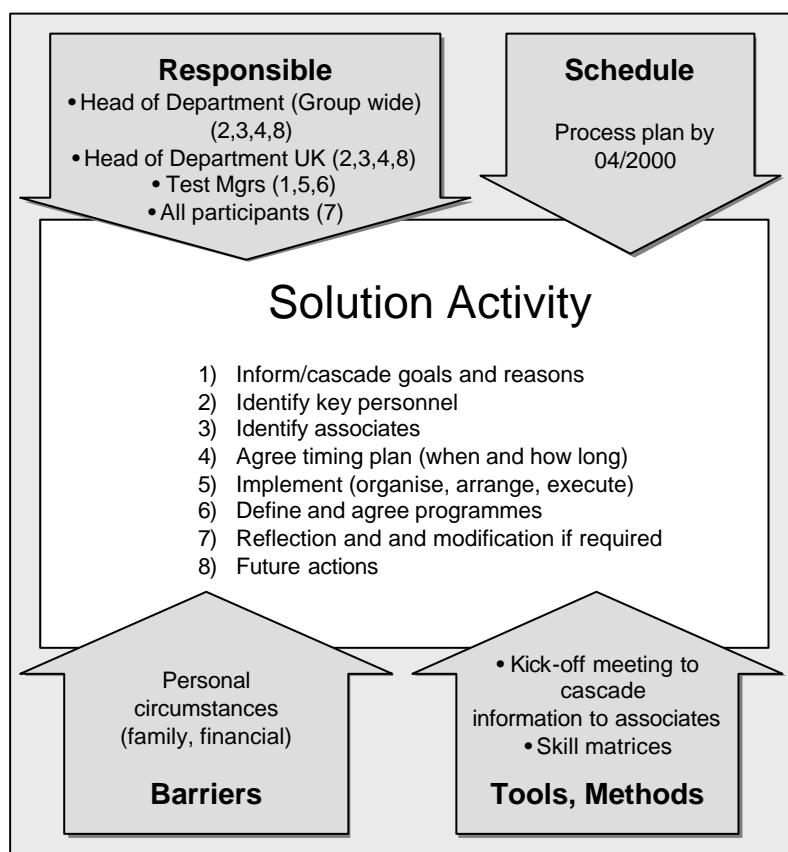 Responsible
• Head of Department (Group wide)
(2,3,4,8)
• Head of Department UK (2,3,4,8)
• Test Mgrs (1,5,6)
• All participants (7)
Schedule
Process plan by
04/2000
Solution Activity
1) Inform/cascade goals and reasons
2) Identify key personnel
3) Identify associates
4) Agree timing plan (when and how long)
5) Implement (organise, arrange, execute)
6) Define and agree programmes
7) Reflection and and modification if required
8) Future actions
Personal
circumstances
(family, financial)
Barriers
• Kick-off meeting to
cascade
information to associates
• Skill matrices
Tools, Methods